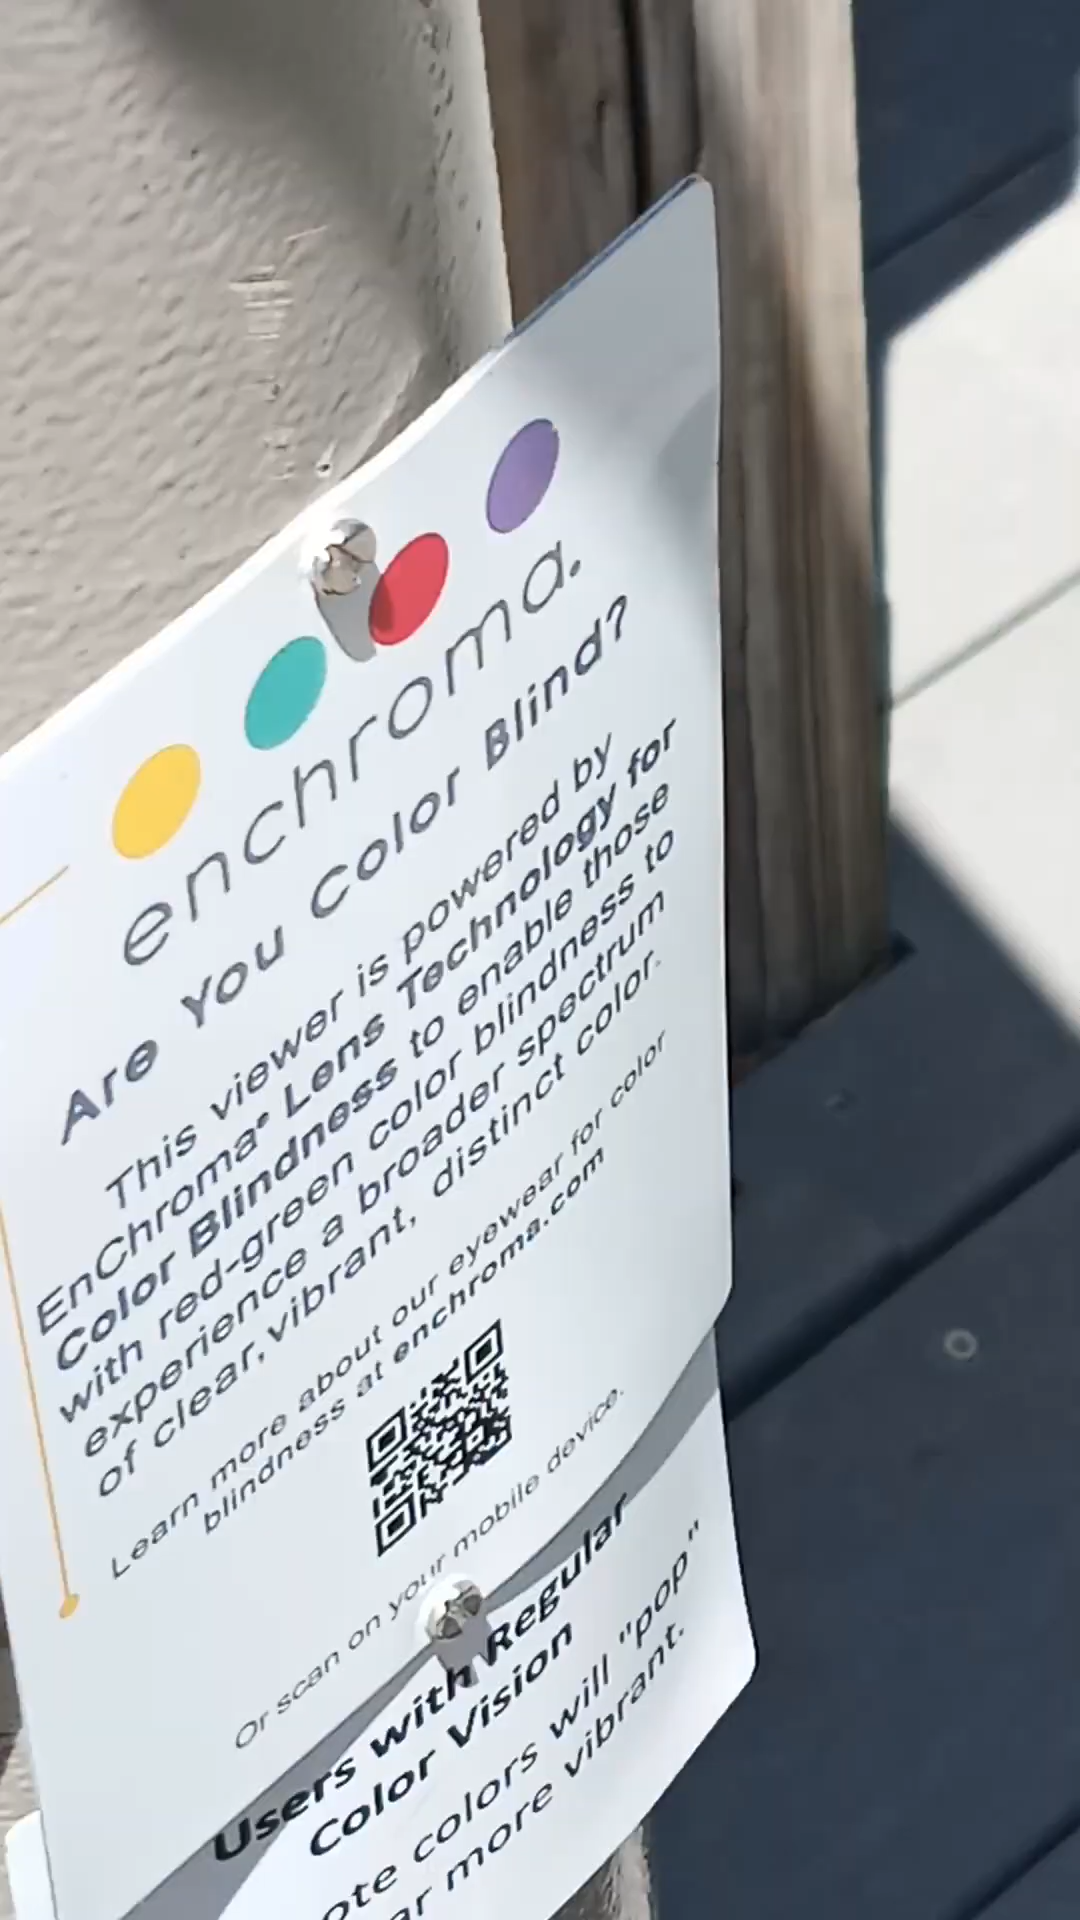 enchroma.
Are You Color Blind?
This viewer is powered by
EnChroma® Lens Technology for
Color Blindness to enable those
with red-green color blindness to
experience a broader spectrum
of clear, vibrant, distinct color.
Learn more about our eyewear for color
blindness at enchroma.com
Or scan on your mobile device.
Users with Regular
Color Vision
colors will "pop"
more vibrant.